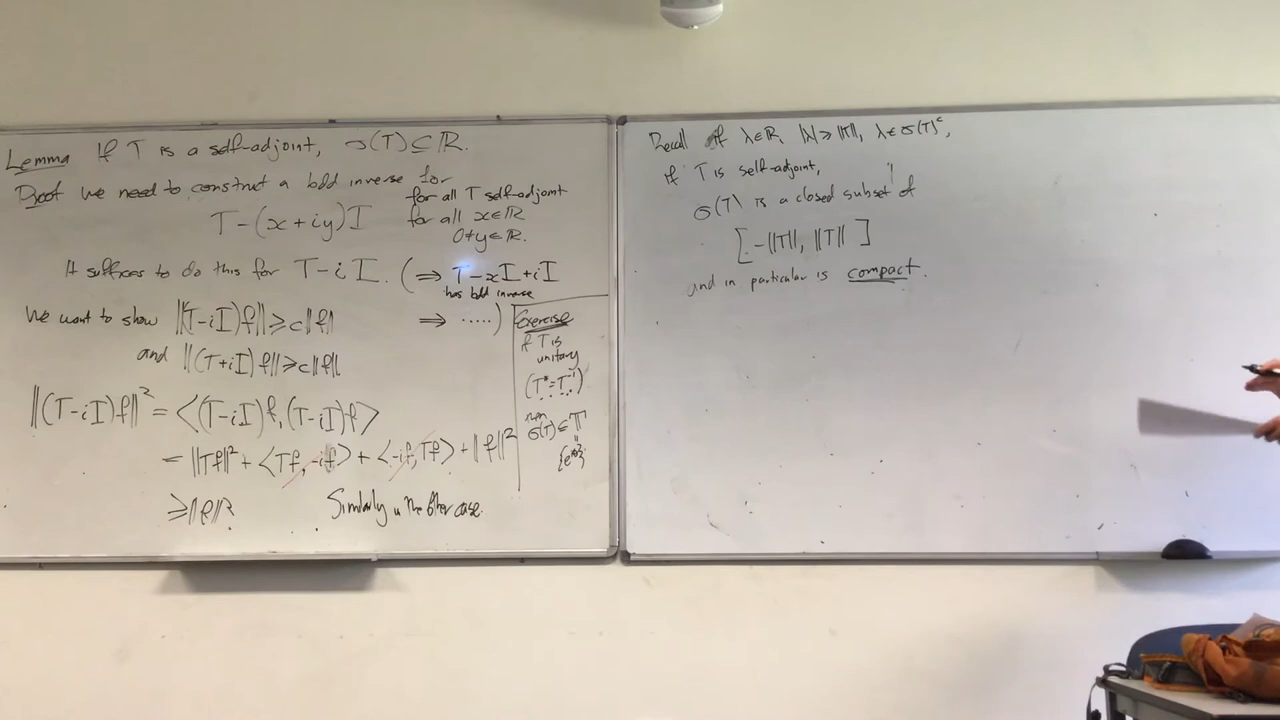 Lemma If T is a self-adjoint, σ(T) ⊆ ℝ.
Proof We need to construct a bdd inverse for
T − (x + iy) I
for all T self-adjoint
for all x ∈ ℝ
0 ≠ y ∈ ℝ.
It suffices to do this for T − i I. (⇒ T − xI + iI
has bdd inverse
⇒ .....)
We want to show ||(T−iI)f|| ≥ c||f||
and ||(T+iI)f|| ≥ c||f||
||(T−iI)f||² = ⟨(T−iI)f, (T−iI)f⟩
= ||Tf||² + ⟨Tf, −if⟩ + ⟨−if, Tf⟩ + ||f||²
≥ ||f||²
Similarly in the other case.
Exercise
If T is
unitary
(T* = T⁻¹)
then
σ(T) ⊆ 𝕋
=
Recall if λ ∈ ℝ, |λ| > ||T||, λ ∈ σ(T)ᶜ,
if T is self-adjoint,
σ(T) is a closed subset of
[−||T||, ||T||]
and in particular is compact.